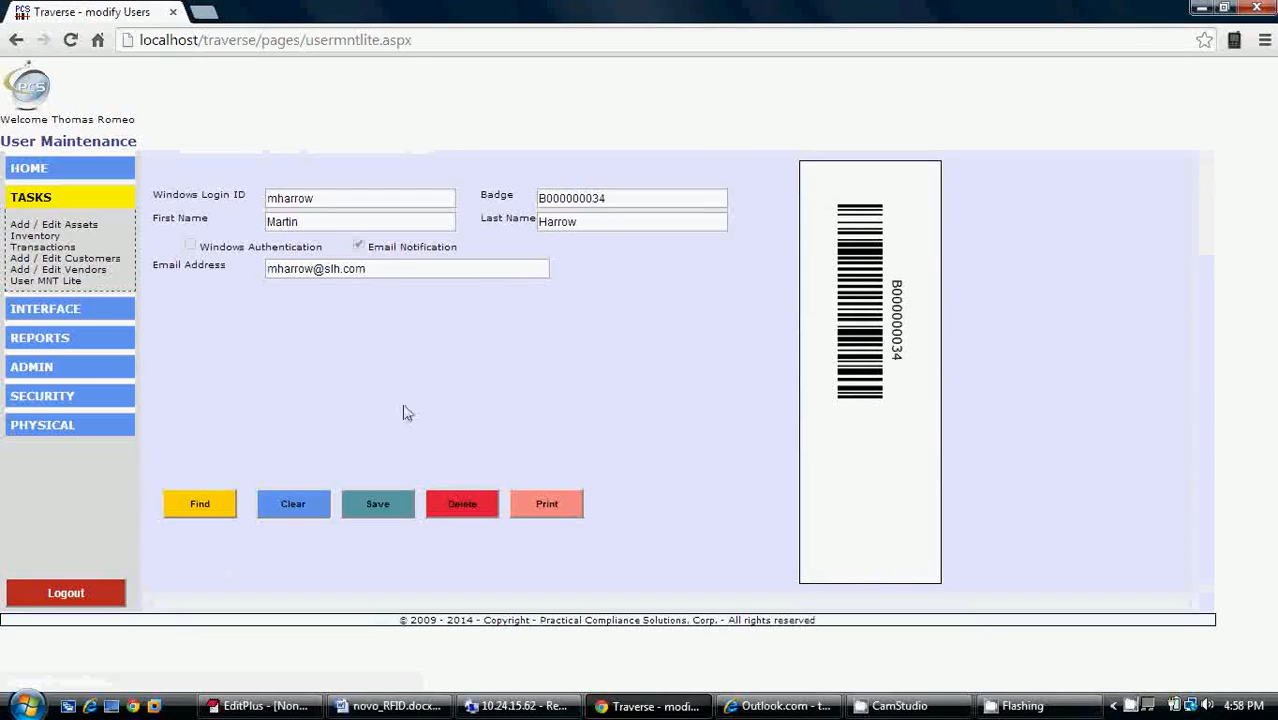 PCS Traverse - modify Users
localhost/traverse/pages/usermntlite.aspx
PCS
Welcome Thomas Romeo
User Maintenance
HOME
TASKS
Add / Edit Assets
Inventory
Transactions
Add / Edit Customers
Add / Edit Vendors
User MNT Lite
INTERFACE
REPORTS
ADMIN
SECURITY
PHYSICAL
Logout
Windows Login ID mharrow Badge B000000034
First Name Martin Last Name Harrow
Windows Authentication Email Notification
Email Address mharrow@slh.com
Find Clear Save Delete Print
B000000034
© 2009 - 2014 - Copyright - Practical Compliance Solutions. Corp. - All rights reserved
EditPlus - [Non... novo_RFID.docx... 10.24.15.62 - Re... Traverse - modi... Outlook.com - t... CamStudio Flashing 4:58 PM